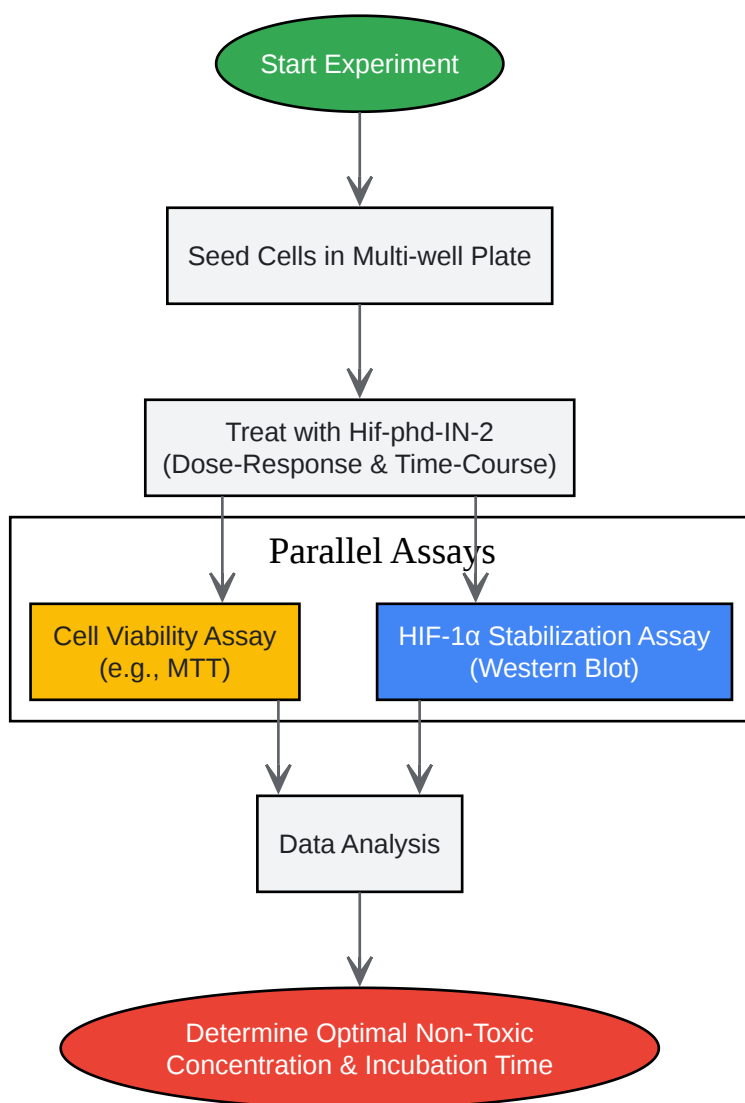 Start Experiment
Seed Cells in Multi-well Plate
Treat with Hif-phd-IN-2
(Dose-Response & Time-Course)
Parallel Assays
Cell Viability Assay
(e.g., MTT)
HIF-1α Stabilization Assay
(Western Blot)
Data Analysis
Determine Optimal Non-Toxic
Concentration & Incubation Time